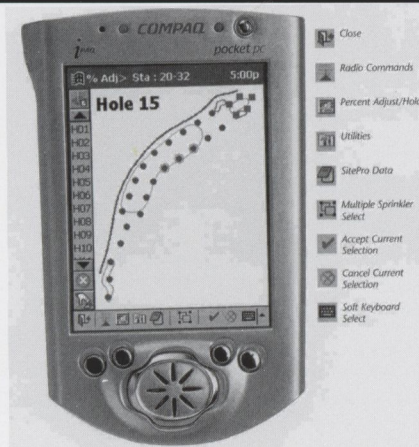 COMPAQ
iPAQ
pocket pc
% Adj> Sta : 20-32 5:00p
Hole 15
H01
H02
H03
H04
H05
H06
H07
H08
H09
H10
Close
Radio Commands
Percent Adjust/Hold
Utilities
SitePro Data
Multiple Sprinkler
Select
Accept Current
Selection
Cancel Current
Selection
Soft Keyboard
Select